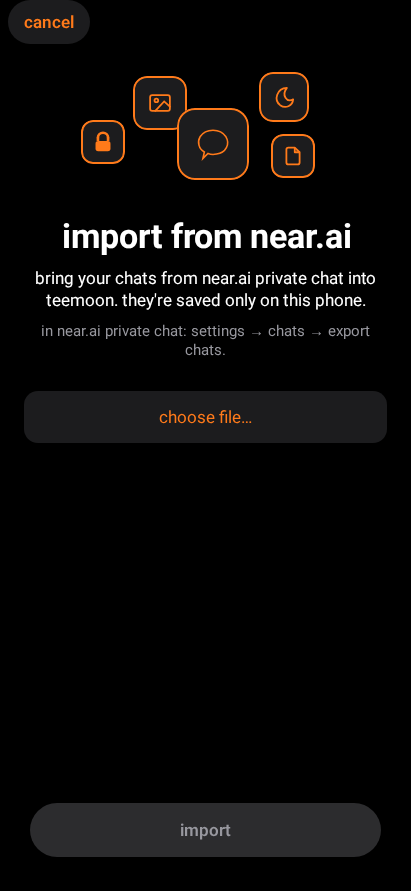 cancel
import from near.ai
bring your chats from near.ai private chat into
teemoon. they're saved only on this phone.
in near.ai private chat: settings → chats → export
chats.
choose file…
import